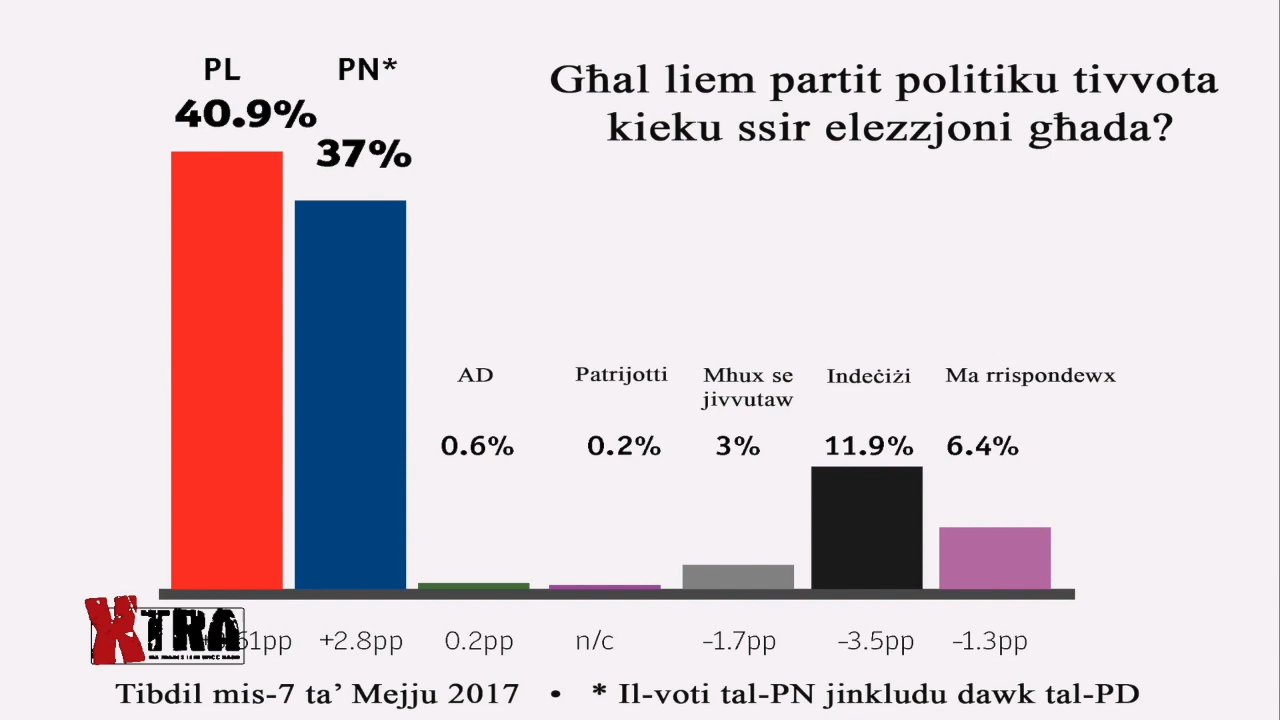 PL
PN*
Għal liem partit politiku tivvota
kieku ssir elezzjoni għada?
40.9%
37%
AD
Patrijotti
Mhux se
jivvutaw
Indeċiżi
Ma rrispondewx
0.6%
0.2%
3%
11.9%
6.4%
XTRA
+2.8pp
0.2pp
n/c
-1.7pp
-3.5pp
-1.3pp
Tibdil mis-7 ta’ Mejju 2017 • * Il-voti tal-PN jinkludu dawk tal-PD